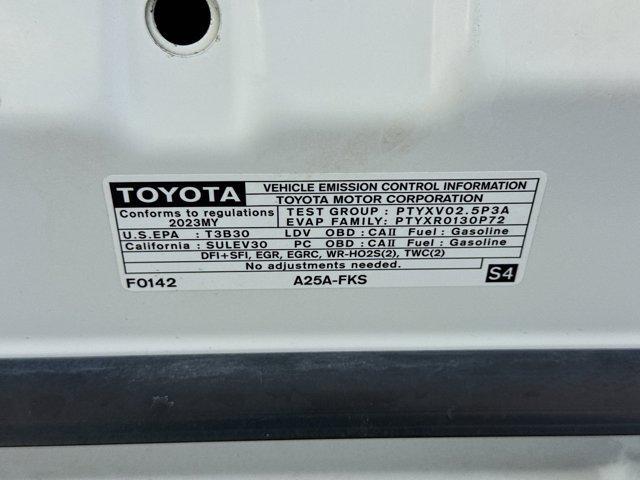 TOYOTA VEHICLE EMISSION CONTROL INFORMATION
TOYOTA MOTOR CORPORATION
Conforms to regulations
2023MY
TEST GROUP : PTYXV02.5P3A
EVAP FAMILY: PTYXR0130P72
U.S.EPA : T3B30 LDV OBD : CAII Fuel : Gasoline
California : SULEV30 PC OBD : CAII Fuel : Gasoline
DFI+SFI, EGR, EGRC, WR-HO2S(2), TWC(2)
No adjustments needed.
F0142 A25A-FKS S4